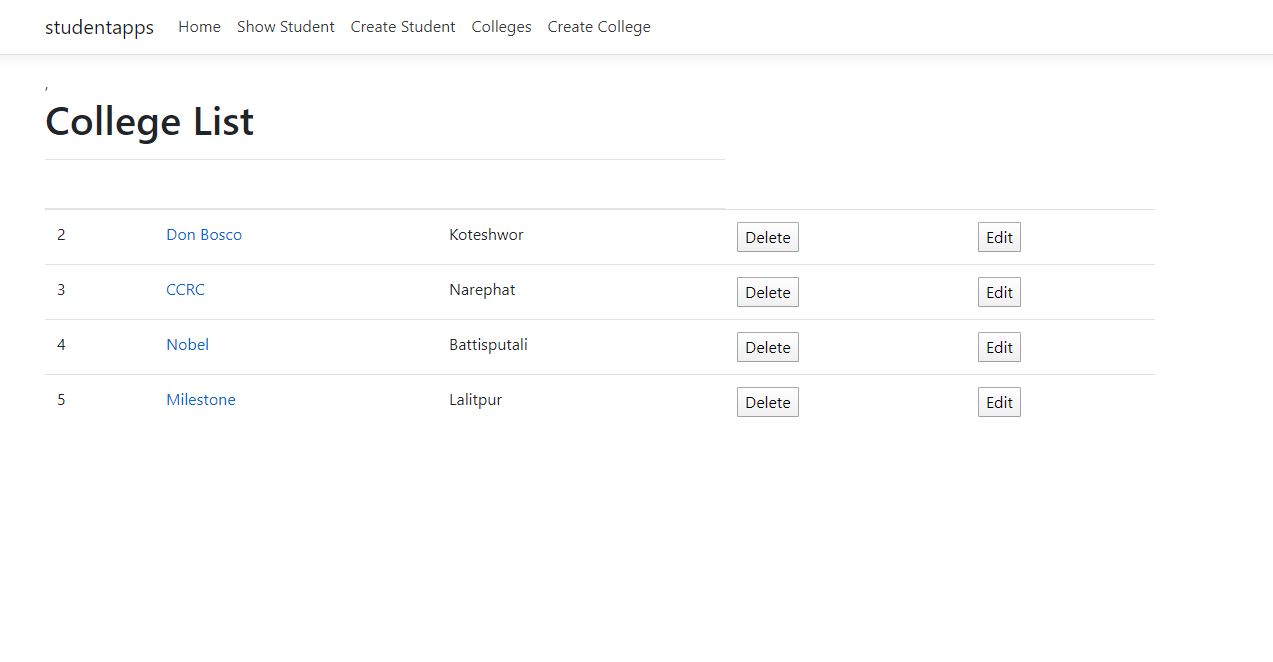 studentapps Home Show Student Create Student Colleges Create College
,
College List
2 Don Bosco Koteshwor Delete Edit
3 CCRC Narephat Delete Edit
4 Nobel Battisputali Delete Edit
5 Milestone Lalitpur Delete Edit